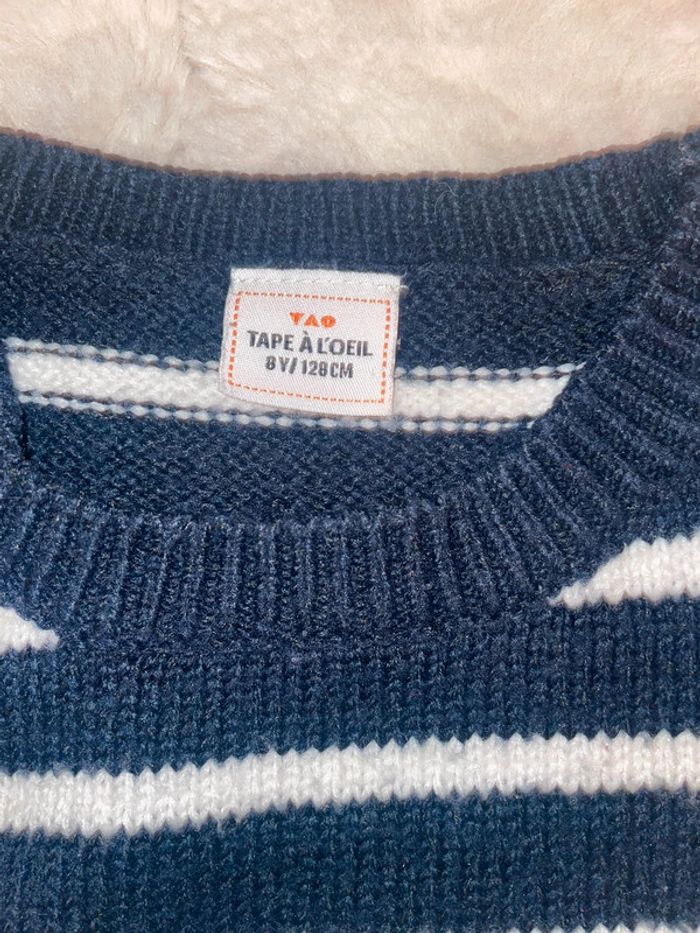 TAO
TAPE À L'OEIL
8Y/128CM